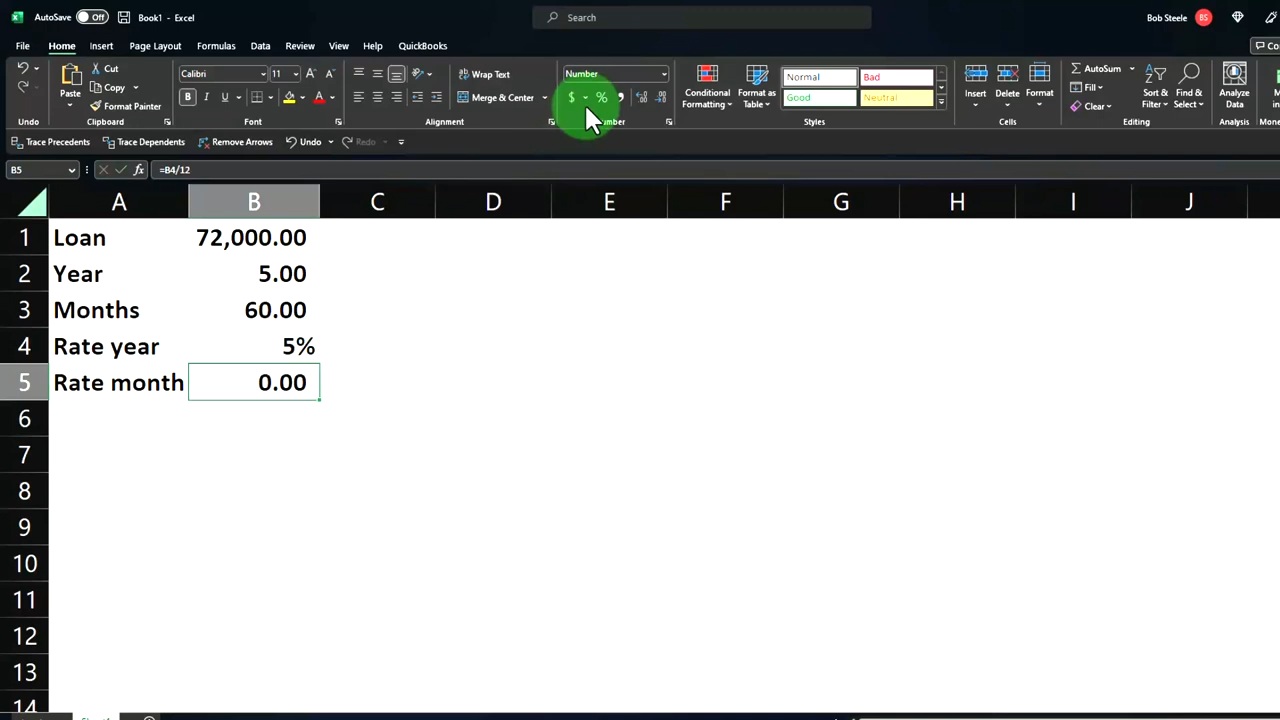 AutoSave Off Book1 - Excel Search Bob Steele BS
File Home Insert Page Layout Formulas Data Review View Help QuickBooks
Cut Calibri 11 Wrap Text Number Normal Bad AutoSum
Paste Copy Merge & Center $ % Conditional Formatting Format as Table Good Neutral Insert Delete Format Fill Sort & Filter Find & Select Analyze Data
Format Painter Clear
Undo Clipboard Font Alignment Styles Cells Editing Analysis
Trace Precedents Trace Dependents Remove Arrows Undo Redo
B5 fx =B4/12
A B C D E F G H I J
1 Loan 72,000.00
2 Year 5.00
3 Months 60.00
4 Rate year 5%
5 Rate month 0.00
6
7
8
9
10
11
12
13
14